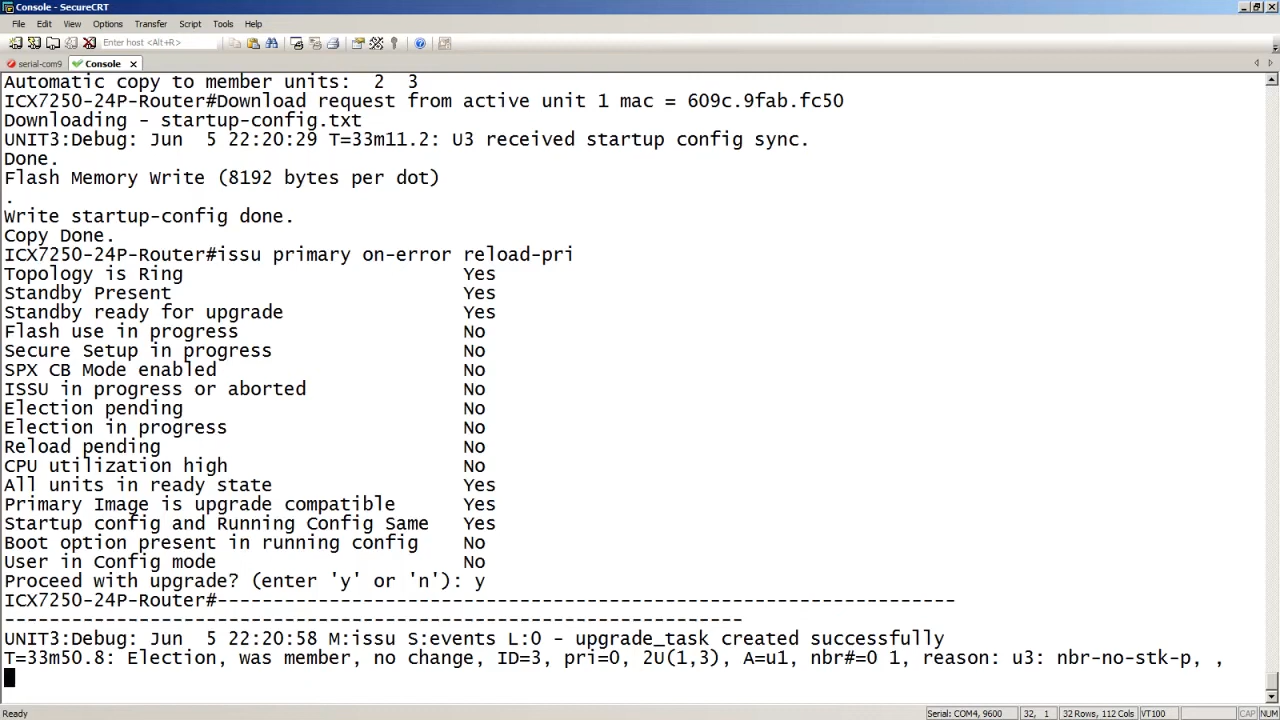 Console - SecureCRT
File Edit View Options Transfer Script Tools Help
Enter host <Alt+R>
serial-com9 Console
Automatic copy to member units: 2 3
ICX7250-24P-Router#Download request from active unit 1 mac = 609c.9fab.fc50
Downloading - startup-config.txt
UNIT3:Debug: Jun 5 22:20:29 T=33m11.2: U3 received startup config sync.
Done.
Flash Memory Write (8192 bytes per dot)
.
Write startup-config done.
Copy Done.
ICX7250-24P-Router#issu primary on-error reload-pri
Topology is Ring Yes
Standby Present Yes
Standby ready for upgrade Yes
Flash use in progress No
Secure Setup in progress No
SPX CB Mode enabled No
ISSU in progress or aborted No
Election pending No
Election in progress No
Reload pending No
CPU utilization high No
All units in ready state Yes
Primary Image is upgrade compatible Yes
Startup config and Running Config Same Yes
Boot option present in running config No
User in Config mode No
Proceed with upgrade? (enter 'y' or 'n'): y
ICX7250-24P-Router#------------------------------------------------------------------
------------------------------------------------------------------
UNIT3:Debug: Jun 5 22:20:58 M:issu S:events L:0 - upgrade_task created successfully
T=33m50.8: Election, was member, no change, ID=3, pri=0, 2U(1,3), A=u1, nbr#=0 1, reason: u3: nbr-no-stk-p, ,
Ready Serial: COM4, 9600 32, 1 32 Rows, 112 Cols VT100 CAP NUM